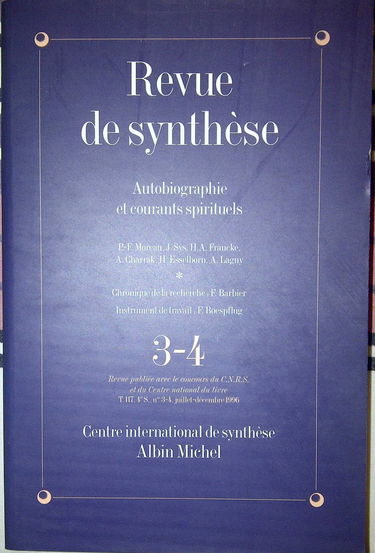 Revue
de synthèse
Autobiographie
et courants spirituels
P.-F. Moreau, J. Sys, H.A. Francke,
A. Charrak, H. Esselborn, A. Lagny
*
Chronique de la recherche : F. Barbier
Instrument de travail : F. Boespflug
3-4
Revue publiée avec le concours du C.N.R.S.
et du Centre national du livre
T. 117. 4e S., nos 3-4, juillet-décembre 1996
Centre international de synthèse
Albin Michel